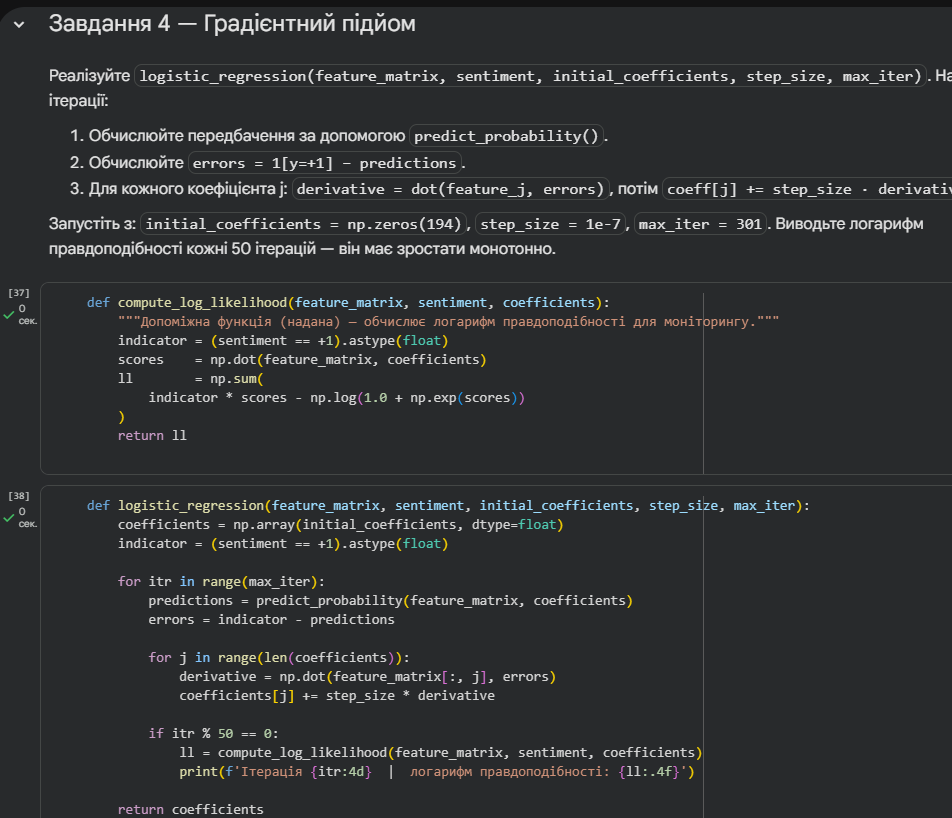 Завдання 4 — Градієнтний підйом
Реалізуйте logistic_regression(feature_matrix, sentiment, initial_coefficients, step_size, max_iter). На
ітерації:
1. Обчислюйте передбачення за допомогою predict_probability().
2. Обчислюйте errors = 1[y=+1] − predictions.
3. Для кожного коефіцієнта j: derivative = dot(feature_j, errors), потім coeff[j] += step_size · derivativ
Запустіть з: initial_coefficients = np.zeros(194), step_size = 1e-7, max_iter = 301. Виводьте логарифм
правдоподібності кожні 50 ітерацій — він має зростати монотонно.
[37]
0
сек.
def compute_log_likelihood(feature_matrix, sentiment, coefficients):
"""Допоміжна функція (надана) — обчислює логарифм правдоподібності для моніторингу."""
indicator = (sentiment == +1).astype(float)
scores    = np.dot(feature_matrix, coefficients)
ll        = np.sum(
indicator * scores - np.log(1.0 + np.exp(scores))
)
return ll
[38]
0
сек.
def logistic_regression(feature_matrix, sentiment, initial_coefficients, step_size, max_iter):
coefficients = np.array(initial_coefficients, dtype=float)
indicator = (sentiment == +1).astype(float)
for itr in range(max_iter):
predictions = predict_probability(feature_matrix, coefficients)
errors = indicator - predictions
for j in range(len(coefficients)):
derivative = np.dot(feature_matrix[:, j], errors)
coefficients[j] += step_size * derivative
if itr % 50 == 0:
ll = compute_log_likelihood(feature_matrix, sentiment, coefficients)
print(f'Ітерація {itr:4d}  |  логарифм правдоподібності: {ll:.4f}')
return coefficients